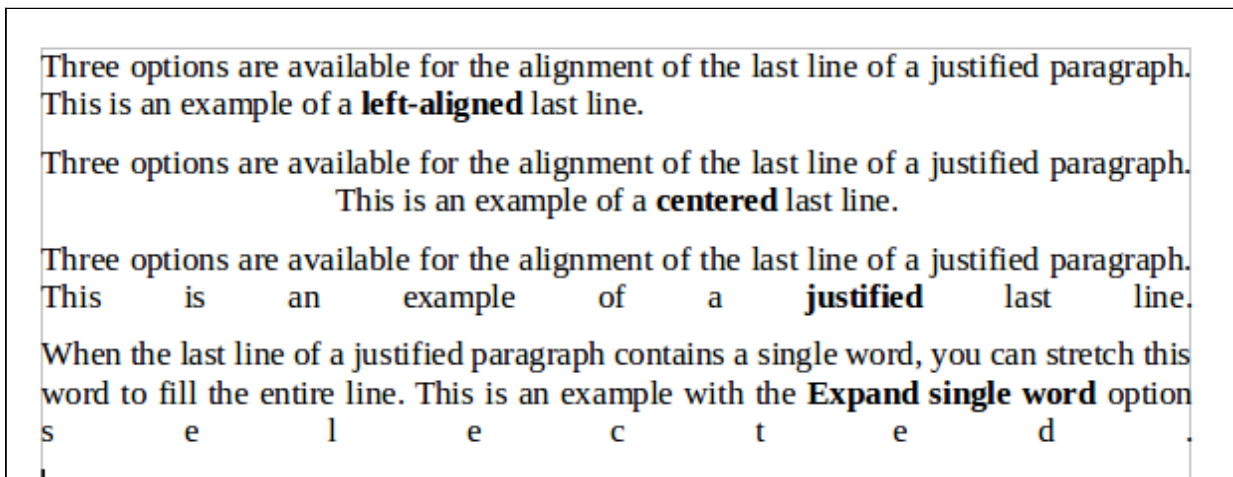 Three options are available for the alignment of the last line of a justified paragraph.
This is an example of a left-aligned last line.
Three options are available for the alignment of the last line of a justified paragraph.
This is an example of a centered last line.
Three options are available for the alignment of the last line of a justified paragraph.
This is an example of a justified last line.
When the last line of a justified paragraph contains a single word, you can stretch this
word to fill the entire line. This is an example with the Expand single word option
s e l e c t e d .